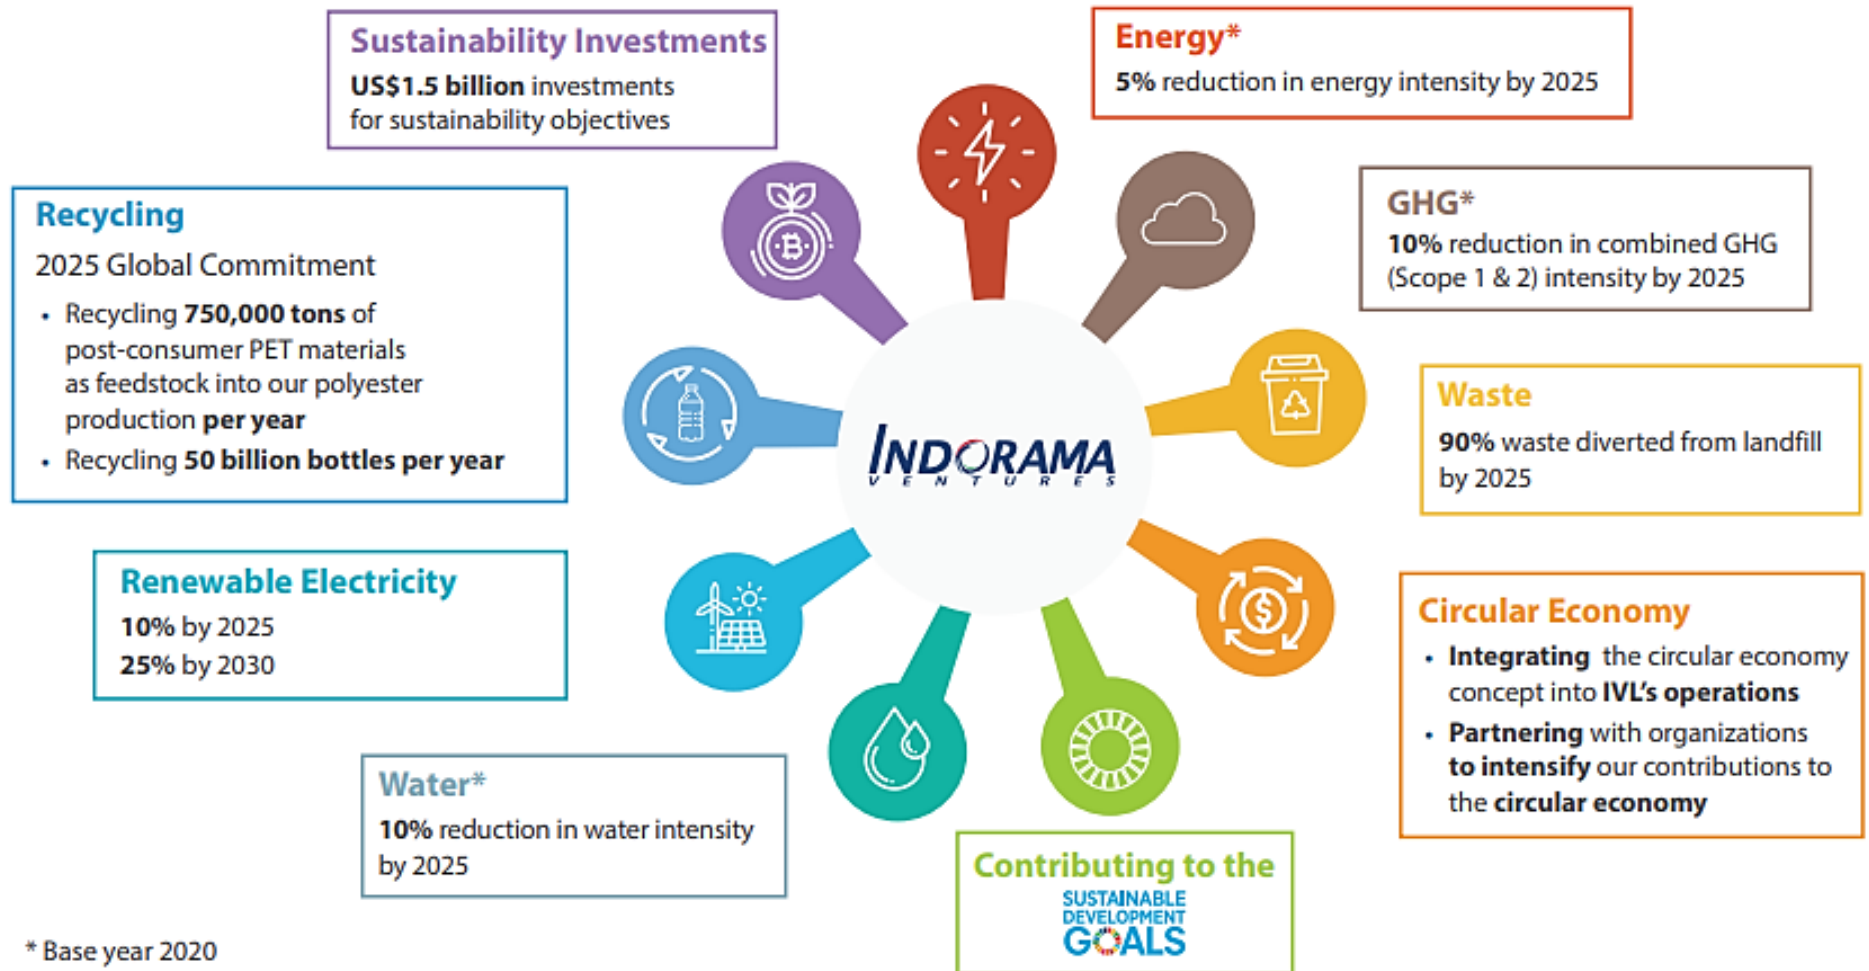 Sustainability Investments
US$1.5 billion investments
for sustainability objectives
Energy*
5% reduction in energy intensity by 2025
GHG*
10% reduction in combined GHG
(Scope 1 & 2) intensity by 2025
Recycling
2025 Global Commitment
• Recycling 750,000 tons of
post-consumer PET materials
as feedstock into our polyester
production per year
• Recycling 50 billion bottles per year
Waste
90% waste diverted from landfill
by 2025
INDORAMA
VENTURES
Renewable Electricity
10% by 2025
25% by 2030
Circular Economy
• Integrating the circular economy
concept into IVL's operations
• Partnering with organizations
to intensify our contributions to
the circular economy
Water*
10% reduction in water intensity
by 2025
Contributing to the
SUSTAINABLE
DEVELOPMENT
GOALS
* Base year 2020